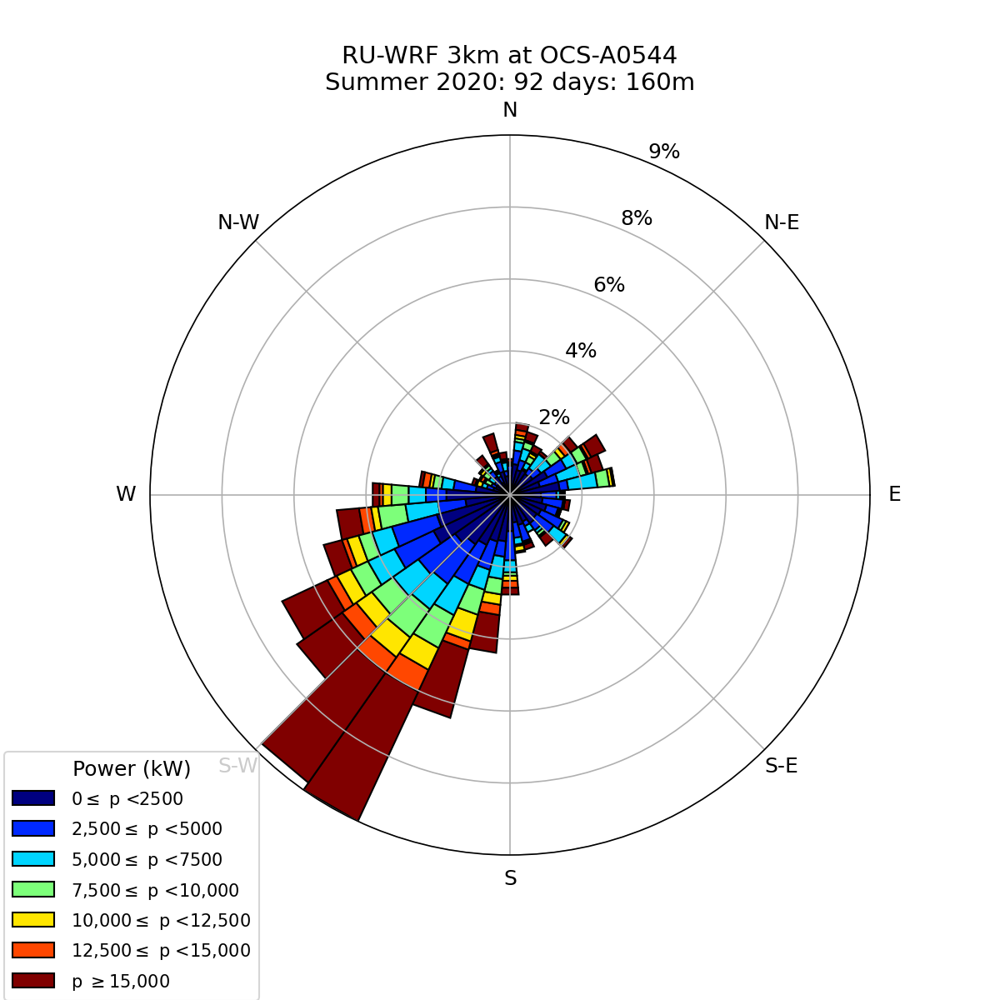 RU-WRF 3km at OCS-A0544
Summer 2020: 92 days: 160m
N
9%
N-W
8%
N-E
6%
4%
2%
W
E
S-W
S-E
S
Power (kW)
0≤ p <2500
2,500≤ p <5000
5,000≤ p <7500
7,500≤ p <10,000
10,000≤ p <12,500
12,500≤ p <15,000
p ≥15,000